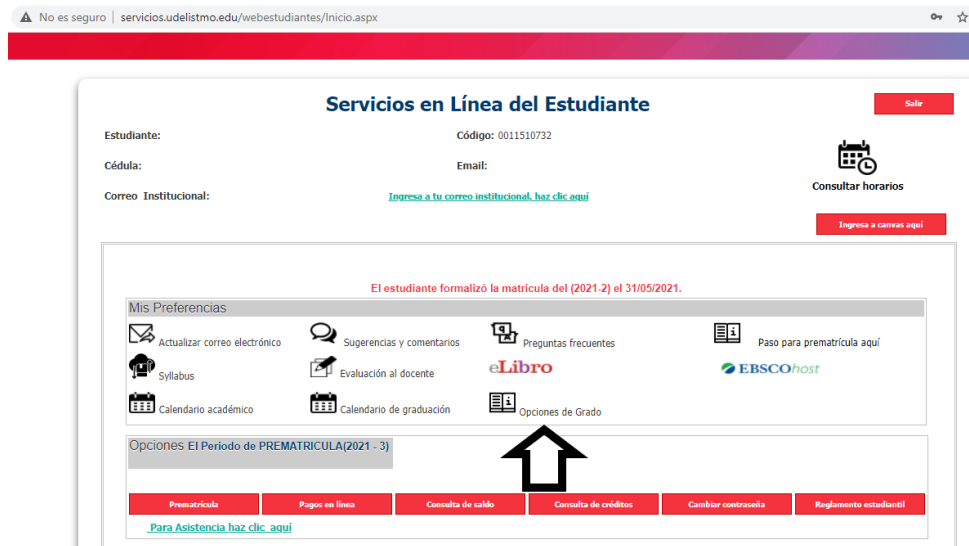 No es seguro | servicios.udelistmo.edu/webestudiantes/Inicio.aspx
Servicios en Línea del Estudiante
Salir
Estudiante: Código: 0011510732
Cédula: Email:
Consultar horarios
Correo Institucional: Ingresa a tu correo institucional, haz clic aquí
Ingresa a canvas aquí
El estudiante formalizó la matricula del (2021-2) el 31/05/2021.
Mis Preferencias
Actualizar correo electrónico Sugerencias y comentarios Preguntas frecuentes Paso para prematrícula aquí
Syllabus Evaluación al docente eLibro EBSCOhost
Calendario académico Calendario de graduación Opciones de Grado
Opciones El Periodo de PREMATRICULA(2021 - 3)
Prematrícula Pagos en línea Consulta de saldo Consulta de créditos Cambiar contraseña Reglamento estudiantil
Para Asistencia haz clic aquí